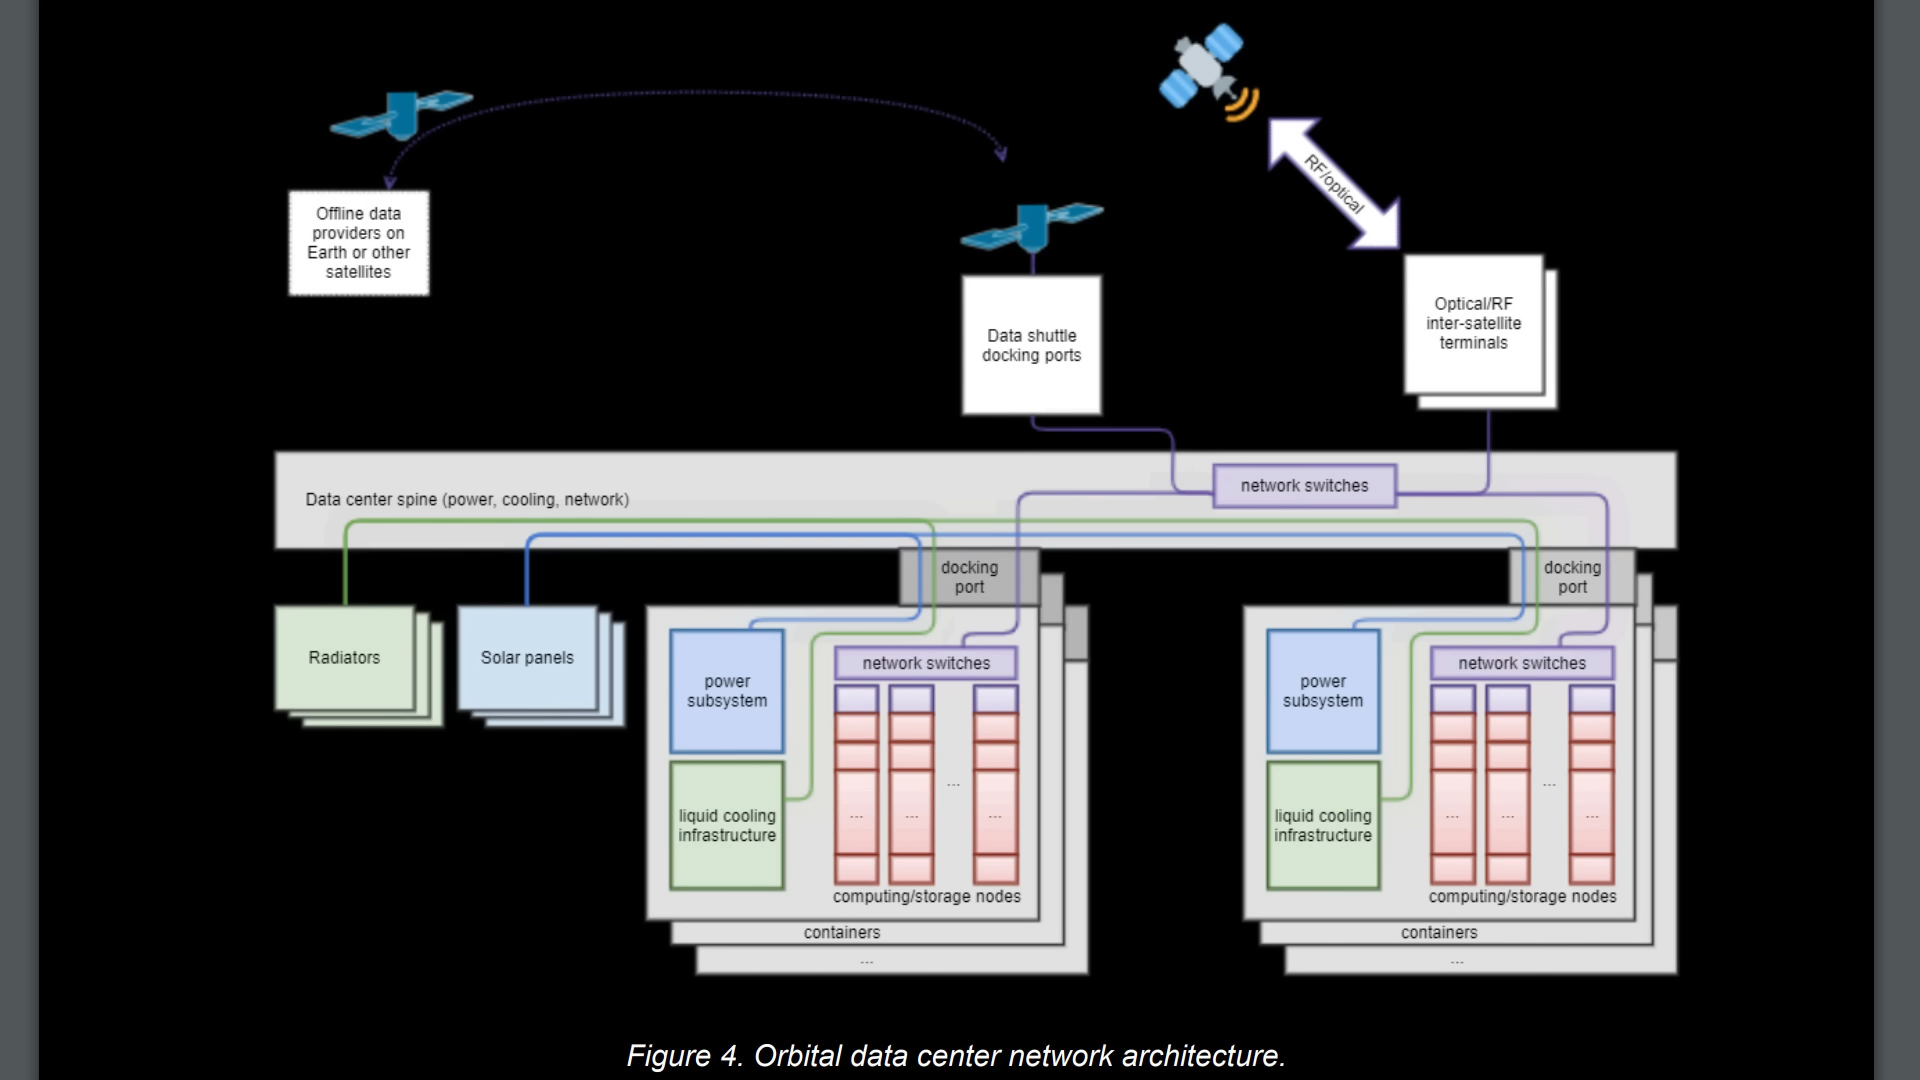 RF/optical
Offline data
providers on
Earth or other
satellites
Data shuttle
docking ports
Optical/RF
inter-satellite
terminals
network switches
Data center spine (power, cooling, network)
docking
port
docking
port
Radiators
Solar panels
power
subsystem
network switches
liquid cooling
infrastructure
...
...
...
...
computing/storage nodes
containers
...
power
subsystem
network switches
liquid cooling
infrastructure
...
...
...
...
computing/storage nodes
containers
...
Figure 4. Orbital data center network architecture.